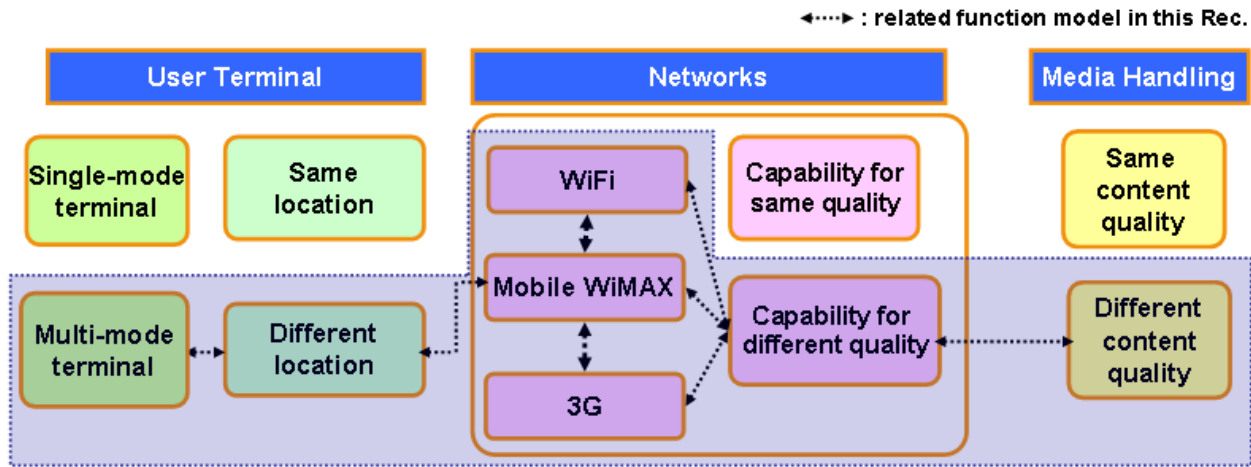 : related function model in this Rec.
User Terminal
Networks
Media Handling
Single-mode
terminal
Same
location
WiFi
Capability for
same quality
Same
content
quality
Mobile WiMAX
Multi-mode
terminal
Different
location
Capability for
different quality
Different
content
quality
3G